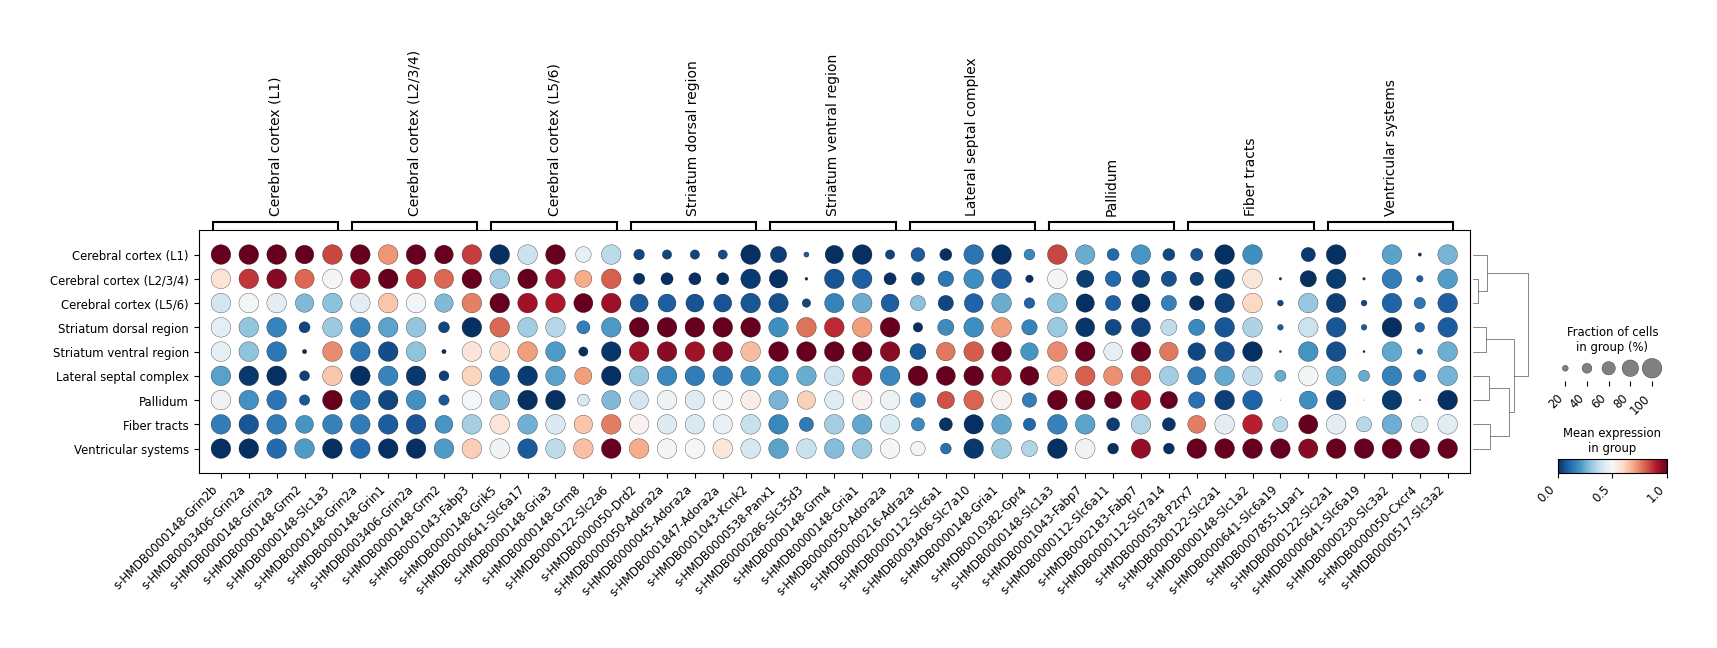 Cerebral cortex (L1)
Cerebral cortex (L2/3/4)
Cerebral cortex (L5/6)
Striatum dorsal region
Striatum ventral region
Lateral septal complex
Pallidum
Fiber tracts
Ventricular systems
Cerebral cortex (L1)
Cerebral cortex (L2/3/4)
Cerebral cortex (L5/6)
Striatum dorsal region
Striatum ventral region
Lateral septal complex
Pallidum
Fiber tracts
Ventricular systems
s-HMDB0000148-Grin2b
s-HMDB0003406-Grin2a
s-HMDB0000148-Grin2a
s-HMDB0000148-Grm2
s-HMDB0000148-Slc1a3
s-HMDB0000148-Grin2a
s-HMDB0000148-Grin1
s-HMDB0003406-Grin2a
s-HMDB0000148-Grm2
s-HMDB0001043-Fabp3
s-HMDB0000148-Grik5
s-HMDB0000641-Slc6a17
s-HMDB0000148-Gria3
s-HMDB0000148-Grm8
s-HMDB0000122-Slc2a6
s-HMDB0000050-Drd2
s-HMDB0000050-Adora2a
s-HMDB0000045-Adora2a
s-HMDB0001847-Adora2a
s-HMDB0001043-Kcnk2
s-HMDB0000538-Panx1
s-HMDB0000286-Slc35d3
s-HMDB0000148-Grm4
s-HMDB0000148-Gria1
s-HMDB0000050-Adora2a
s-HMDB0000216-Adra2a
s-HMDB0000112-Slc6a1
s-HMDB0003406-Slc7a10
s-HMDB0000148-Gria1
s-HMDB0010382-Gpr4
s-HMDB0000148-Slc1a3
s-HMDB0001043-Fabp7
s-HMDB0000112-Slc6a11
s-HMDB0002183-Fabp7
s-HMDB0000112-Slc7a14
s-HMDB0000538-P2rx7
s-HMDB0000122-Slc2a1
s-HMDB0000148-Slc1a2
s-HMDB0000641-Slc6a19
s-HMDB0007855-Lpar1
s-HMDB0000122-Slc2a1
s-HMDB0000641-Slc6a19
s-HMDB0000230-Slc3a2
s-HMDB0000050-Cxcr4
s-HMDB0000517-Slc3a2
Fraction of cells
in group (%)
20
40
60
80
100
Mean expression
in group
0.0
0.5
1.0